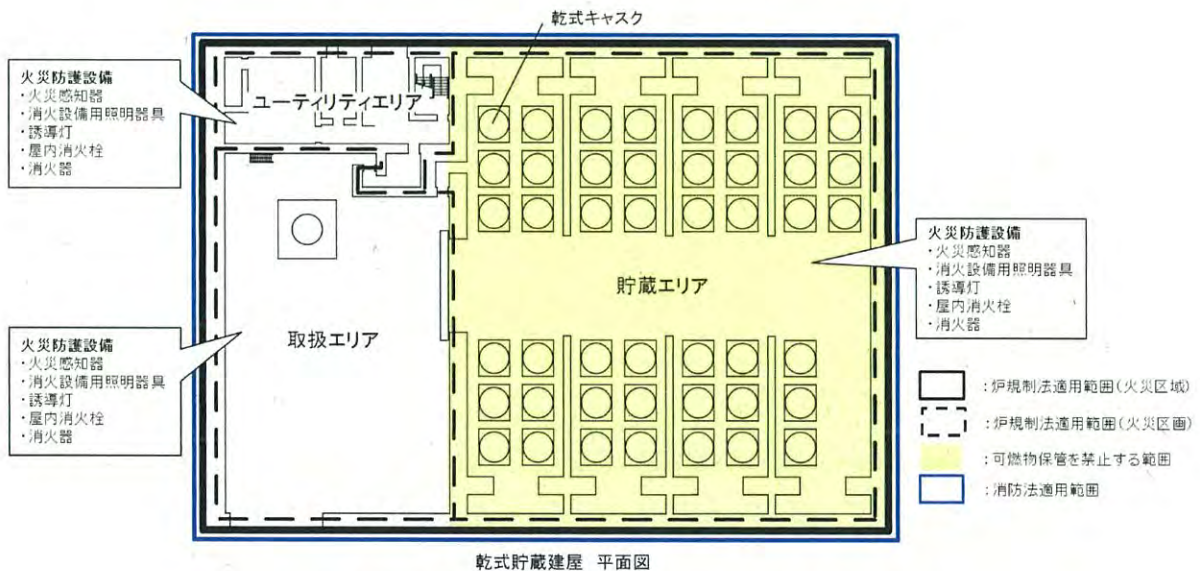 乾式キャスク
火災防護設備
・火災感知器
・消火設備用照明器具
・誘導灯
・屋内消火栓
・消火器
ユーティリティエリア
火災防護設備
・火災感知器
・消火設備用照明器具
・誘導灯
・屋内消火栓
・消火器
貯蔵エリア
取扱エリア
火災防護設備
・火災感知器
・消火設備用照明器具
・誘導灯
・屋内消火栓
・消火器
：炉規制法適用範囲(火災区域)
：炉規制法適用範囲(火災区画)
：可燃物保管を禁止する範囲
：消防法適用範囲
乾式貯蔵建屋 平面図